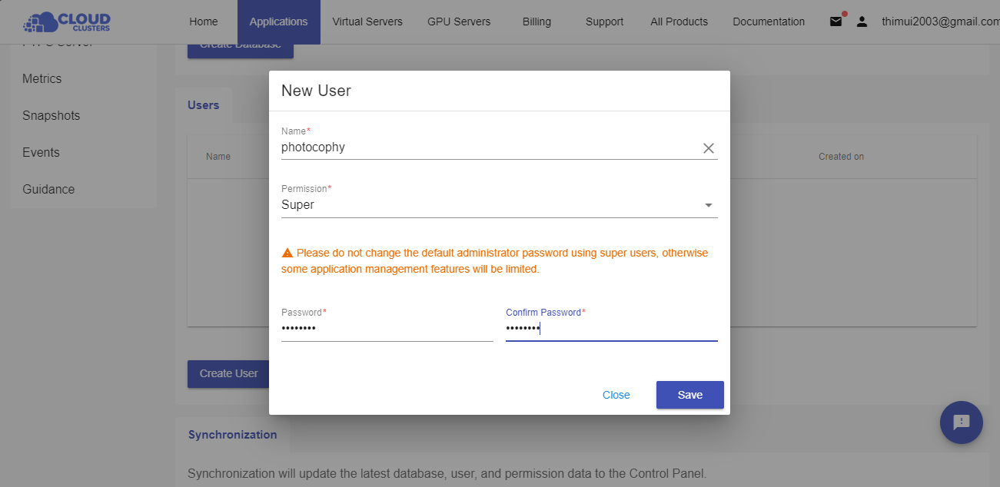 CLOUD
CLUSTERS
Home
Applications
Virtual Servers
GPU Servers
Billing
Support
All Products
Documentation
thimui2003@gmail.com
Create Database
Metrics
Snapshots
Events
Guidance
Users
Name
Created on
New User
Name*
photocophy
Permission*
Super
Please do not change the default administrator password using super users, otherwise
some application management features will be limited.
Password*
••••••••
Confirm Password*
••••••••
Close
Save
Create User
Synchronization
Synchronization will update the latest database, user, and permission data to the Control Panel.